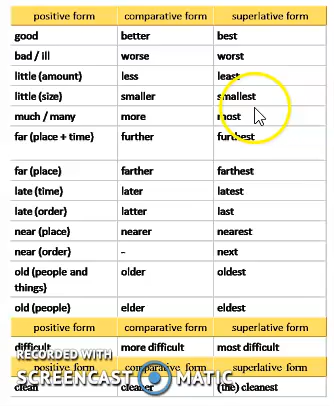 positive form comparative form superlative form
good better best
bad / ill worse worst
little (amount) less least
little (size) smaller smallest
much / many more most
far (place + time) further furthest
far (place) farther farthest
late (time) later latest
late (order) latter last
near (place) nearer nearest
near (order) - next
old (people and older oldest
things}
old (people) elder eldest
positive form comparative form superlative form
difficult more difficult most difficult
RECORDED WITH
positive form comparative form superlative form
SCREENCAST MATIC
clean cleaner (the) cleanest